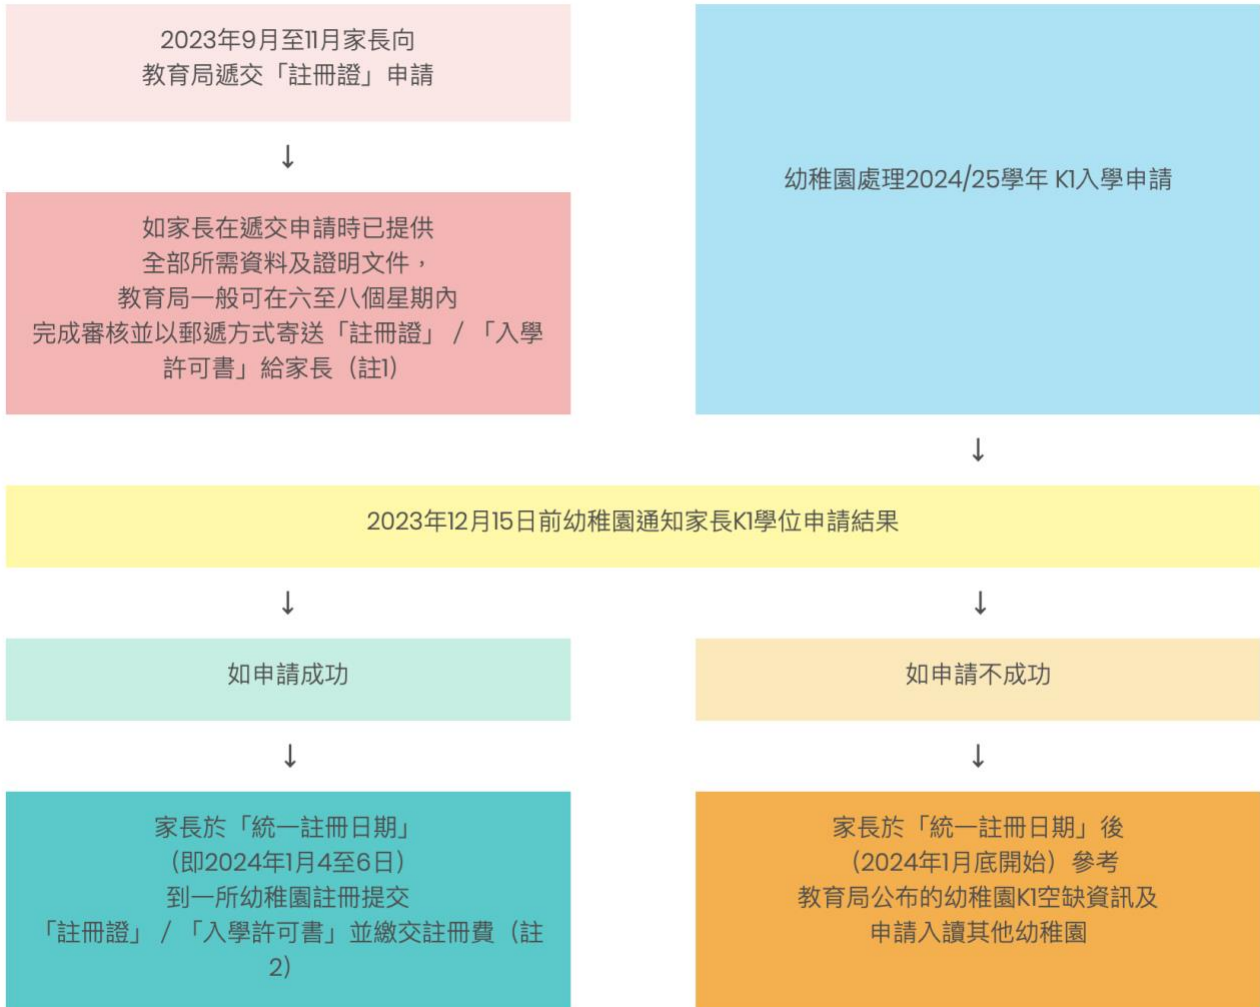 2023年9月至11月家長向
教育局遞交「註冊證」申請
↓
如家長在遞交申請時已提供
全部所需資料及證明文件，
教育局一般可在六至八個星期內
完成審核並以郵遞方式寄送「註冊證」 / 「入學
許可書」給家長（註1）
幼稚園處理2024/25學年 K1入學申請
↓
2023年12月15日前幼稚園通知家長K1學位申請結果
↓
如申請成功
↓
家長於「統一註冊日期」
（即2024年1月4至6日）
到一所幼稚園註冊提交
「註冊證」 / 「入學許可書」並繳交註冊費（註
2）
↓
如申請不成功
↓
家長於「統一註冊日期」後
（2024年1月底開始）參考
教育局公布的幼稚園K1空缺資訊及
申請入讀其他幼稚園